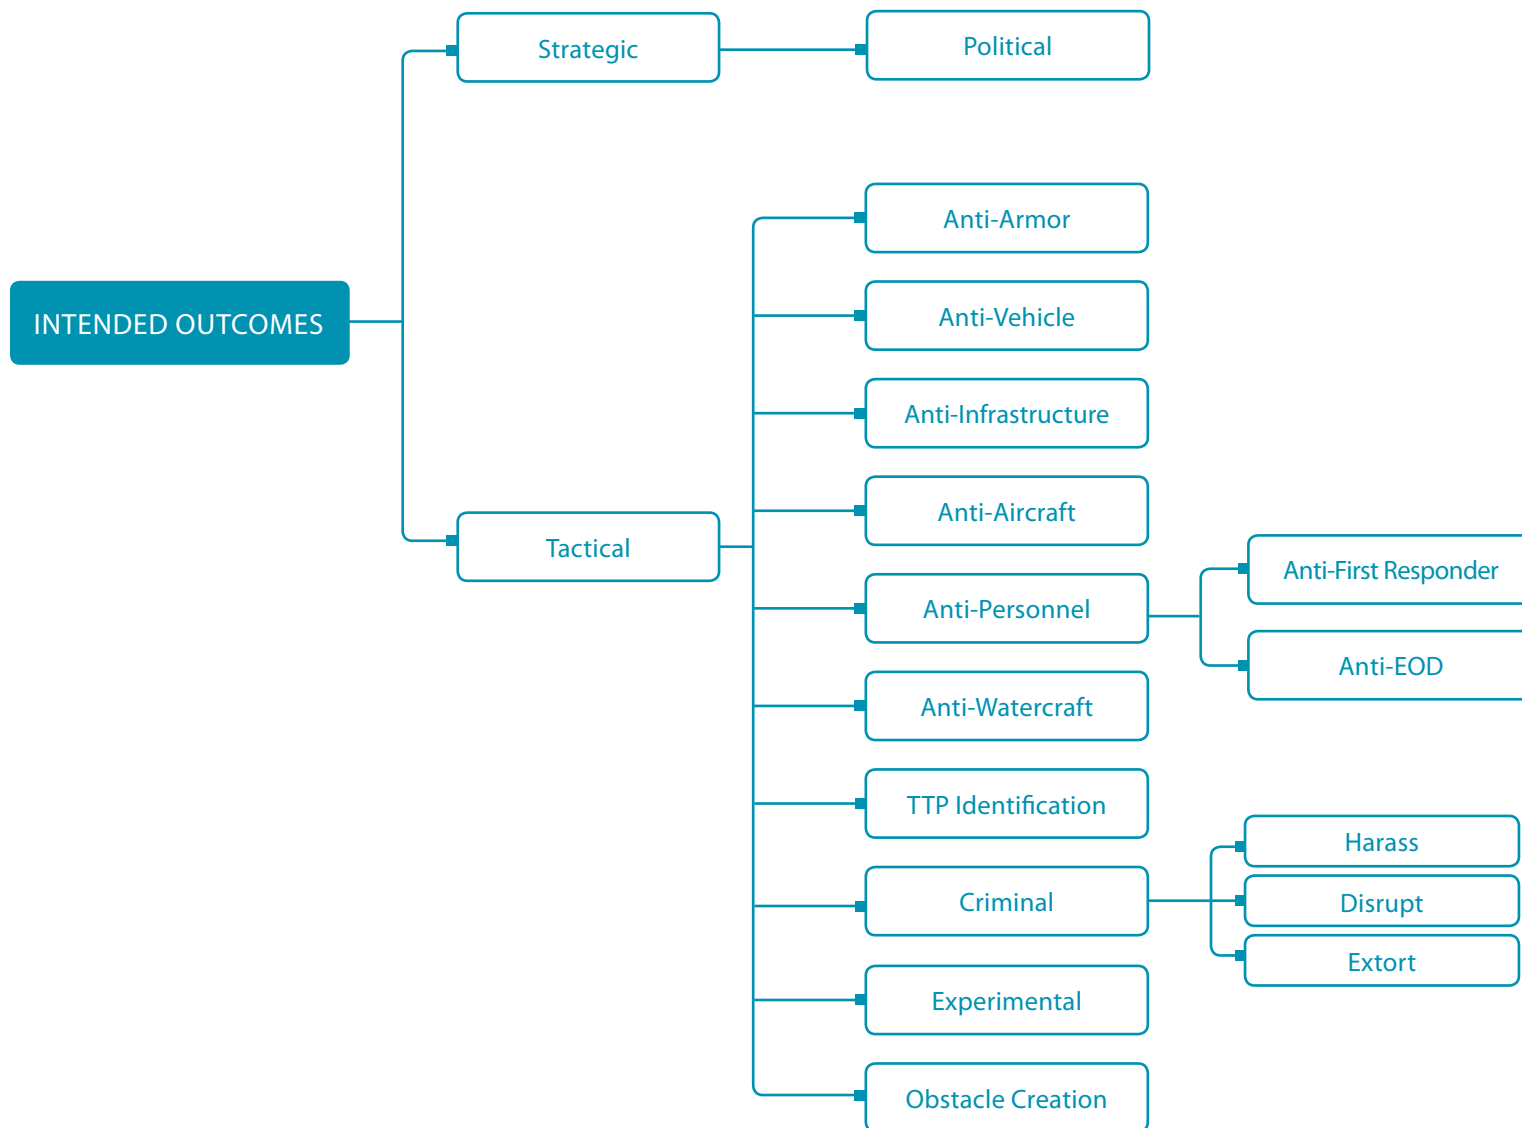 Strategic
Political
Anti-Armor
INTENDED OUTCOMES
Anti-Vehicle
Anti-Infrastructure
Anti-Aircraft
Tactical
Anti-First Responder
Anti-Personnel
Anti-EOD
Anti-Watercraft
TTP Identification
Harass
Criminal
Disrupt
Extort
Experimental
Obstacle Creation